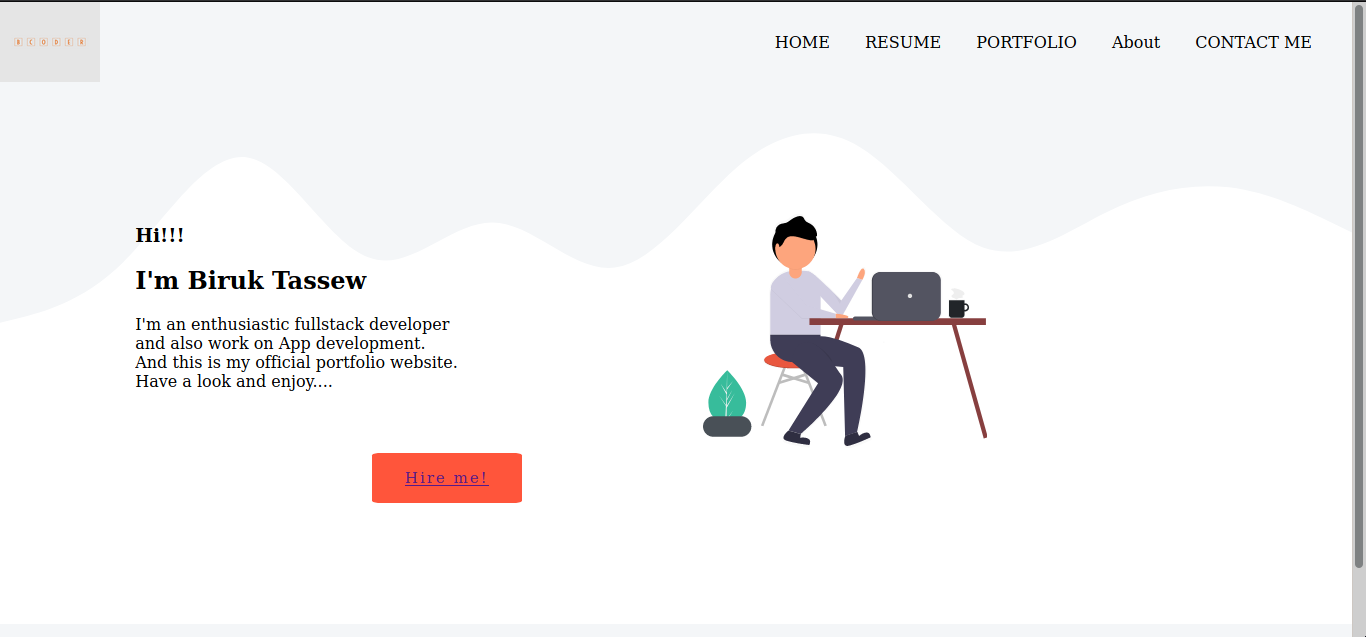 B C O D E R
HOME RESUME PORTFOLIO About CONTACT ME
Hi!!!
I'm Biruk Tassew
I'm an enthusiastic fullstack developer
and also work on App development.
And this is my official portfolio website.
Have a look and enjoy....
Hire me!